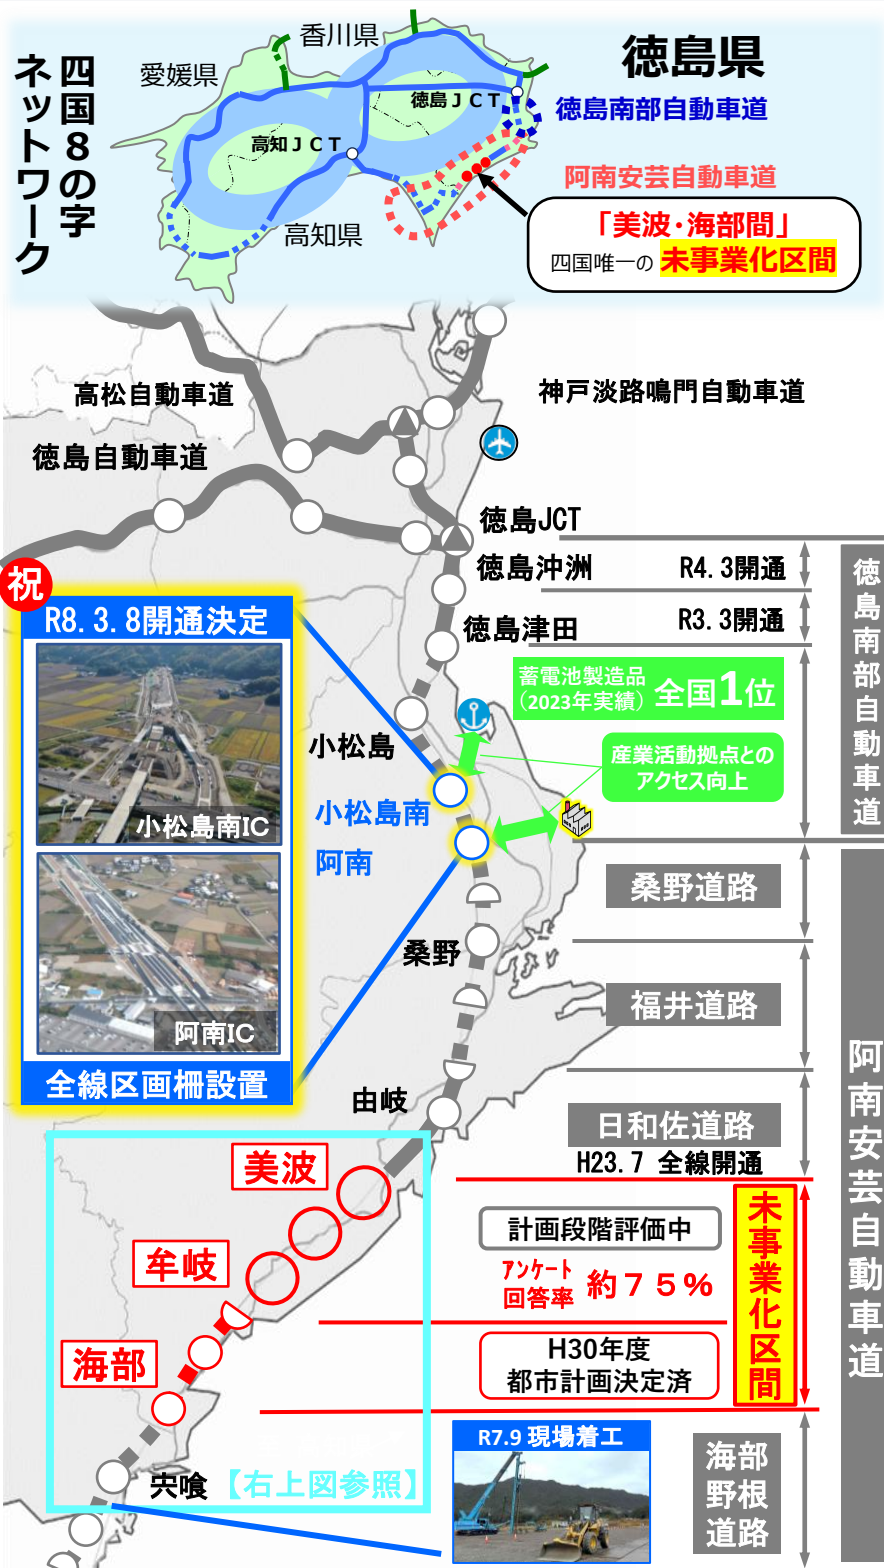 四国８の字
ネットワーク
香川県
愛媛県
徳島ＪＣＴ
高知ＪＣＴ
高知県
徳島県
徳島南部自動車道
阿南安芸自動車道
「美波･海部間」
四国唯一の 未事業化区間
高松自動車道
神戸淡路鳴門自動車道
徳島自動車道
徳島JCT
徳島沖洲
R4.3開通
徳島津田
R3.3開通
徳島南部自動車道
祝
R8.3.8開通決定
小松島南IC
阿南IC
全線区画柵設置
蓄電池製造品
（2023年実績）
全国1位
産業活動拠点との
アクセス向上
小松島
小松島南
阿南
桑野道路
桑野
福井道路
由岐
日和佐道路
H23.7 全線開通
阿南安芸自動車道
美波
牟岐
海部
計画段階評価中
アンケート
回答率
約７５％
H30年度
都市計画決定済
未事業化区間
宍喰
【右上図参照】
R7.9 現場着工
海部
野根
道路